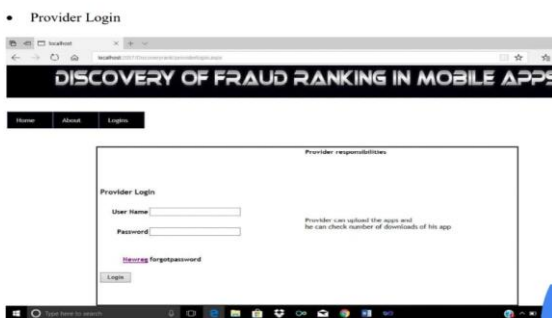 • Provider Login
localhost
DISCOVERY OF FRAUD RANKING IN MOBILE APPS
Home About Logins
Provider responsibilities
Provider Login
User Name
Provider can upload the apps and
Password
he can check number of downloads of his app
Newreg forgotpassword
Login
Type here to search